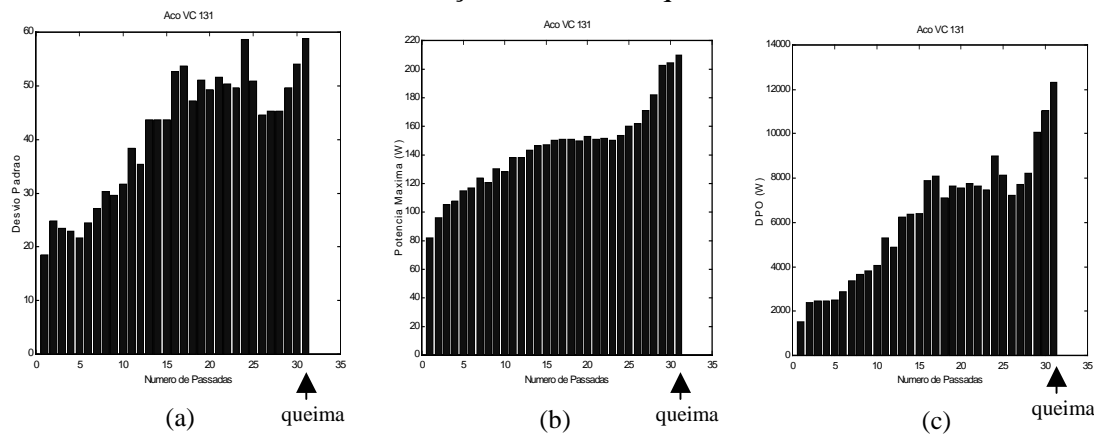 Aco VC 131
60
50
40
30
20
10
0
Desvio Padrao
0 5 10 15 20 25 30 35
Numero de Passadas
(a)
queima
Aco VC 131
220
200
180
160
140
120
100
80
60
40
20
0
Potencia Maxima (W)
0 5 10 15 20 25 30 35
Numero de Passadas
(b)
queima
Aco VC 131
14000
12000
10000
8000
6000
4000
2000
0
DPO (W)
0 5 10 15 20 25 30 35
Numero de Passadas
(c)
queima